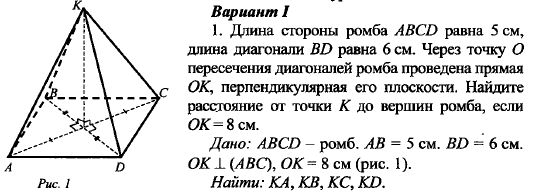 Вариант I
1. Длина стороны ромба ABCD равна 5 см,
длина диагонали BD равна 6 см. Через точку O
пересечения диагоналей ромба проведена прямая
OK, перпендикулярная его плоскости. Найдите
расстояние от точки K до вершин ромба, если
OK = 8 см.
Дано: ABCD – ромб. AB = 5 см. BD = 6 см.
OK ⊥ (ABC), OK = 8 см (рис. 1).
Найти: KA, KB, KC, KD.
K
B
C
A
D
Рис. 1